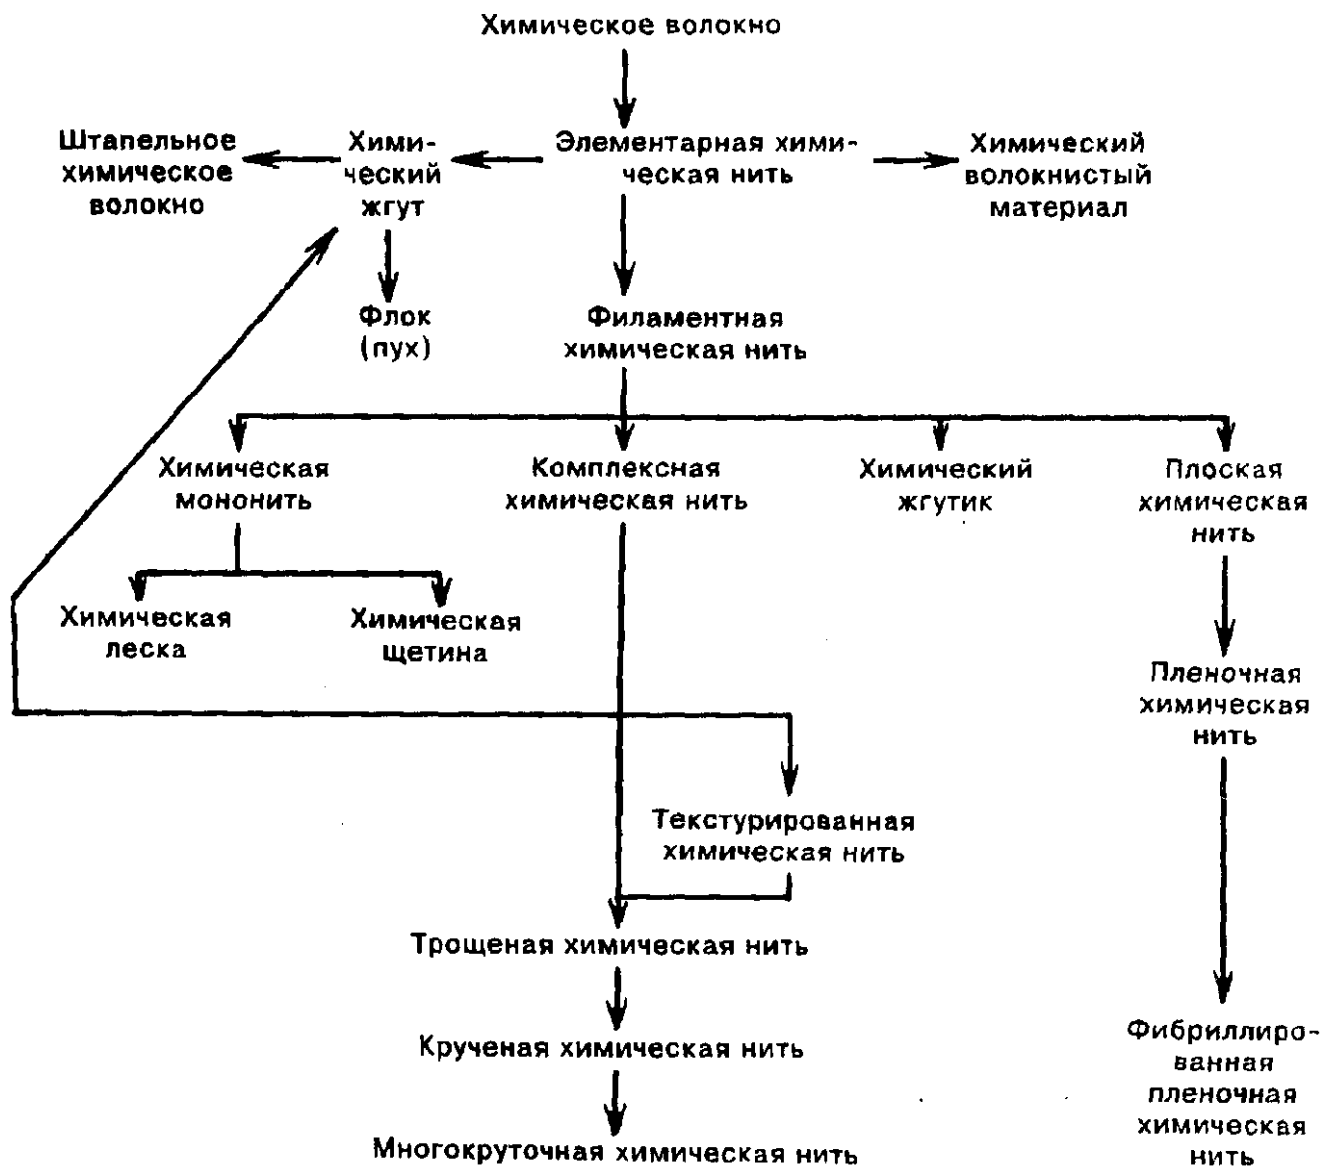 Химическое волокно
Штапельное
химическое
волокно
Хими-
ческий
жгут
Элементарная хими-
ческая нить
Химический
волокнистый
материал
Флок
(пух)
Филаментная
химическая нить
Химическая
мононить
Комплексная
химическая нить
Химический
жгутик
Плоская
химическая
нить
Химическая
леска
Химическая
щетина
Пленочная
химическая
нить
Текстурированная
химическая нить
Трощеная химическая нить
Крученая химическая нить
Многокруточная химическая нить
Фибриллиро-
ванная
пленочная
химическая
нить